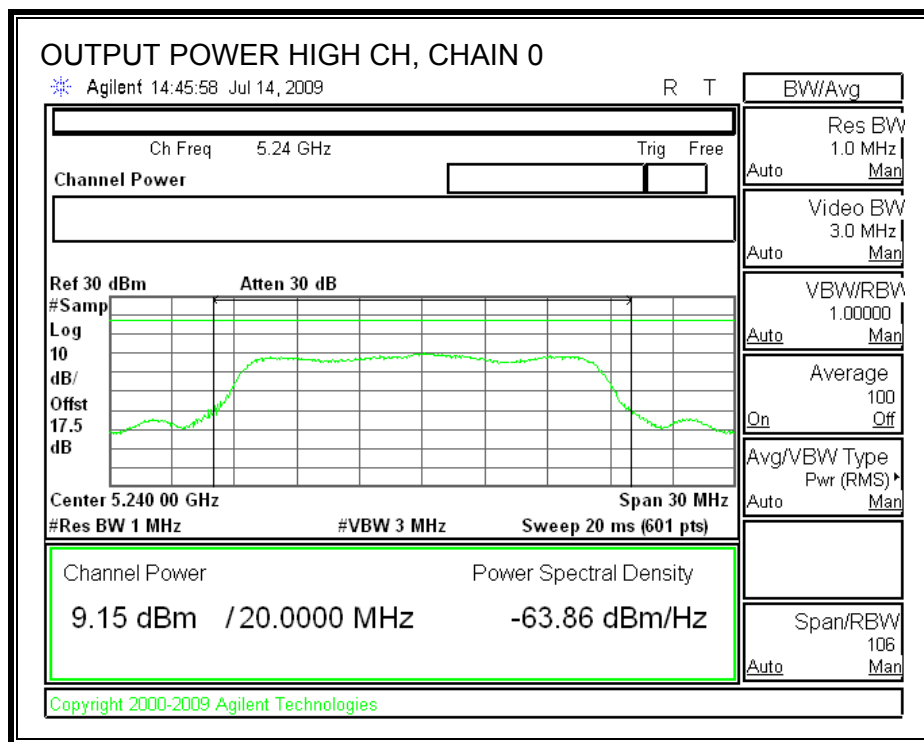 OUTPUT POWER HIGH CH, CHAIN 0
Agilent 14:45:58 Jul 14, 2009
R T
Ch Freq 5.24 GHz
Trig Free
Channel Power
Ref 30 dBm
Atten 30 dB
#Samp
Log
10
dB/
Offst
17.5
dB
Center 5.240 00 GHz
Span 30 MHz
#Res BW 1 MHz
#VBW 3 MHz
Sweep 20 ms (601 pts)
Channel Power
Power Spectral Density
9.15 dBm / 20.0000 MHz
-63.86 dBm/Hz
Copyright 2000-2009 Agilent Technologies
BW/Avg
Res BW
1.0 MHz
Auto Man
Video BW
3.0 MHz
Auto Man
VBW/RBW
1.00000
Auto Man
Average
100
On Off
Avg/VBW Type
Pwr (RMS)
Auto Man
Span/RBW
106
Auto Man